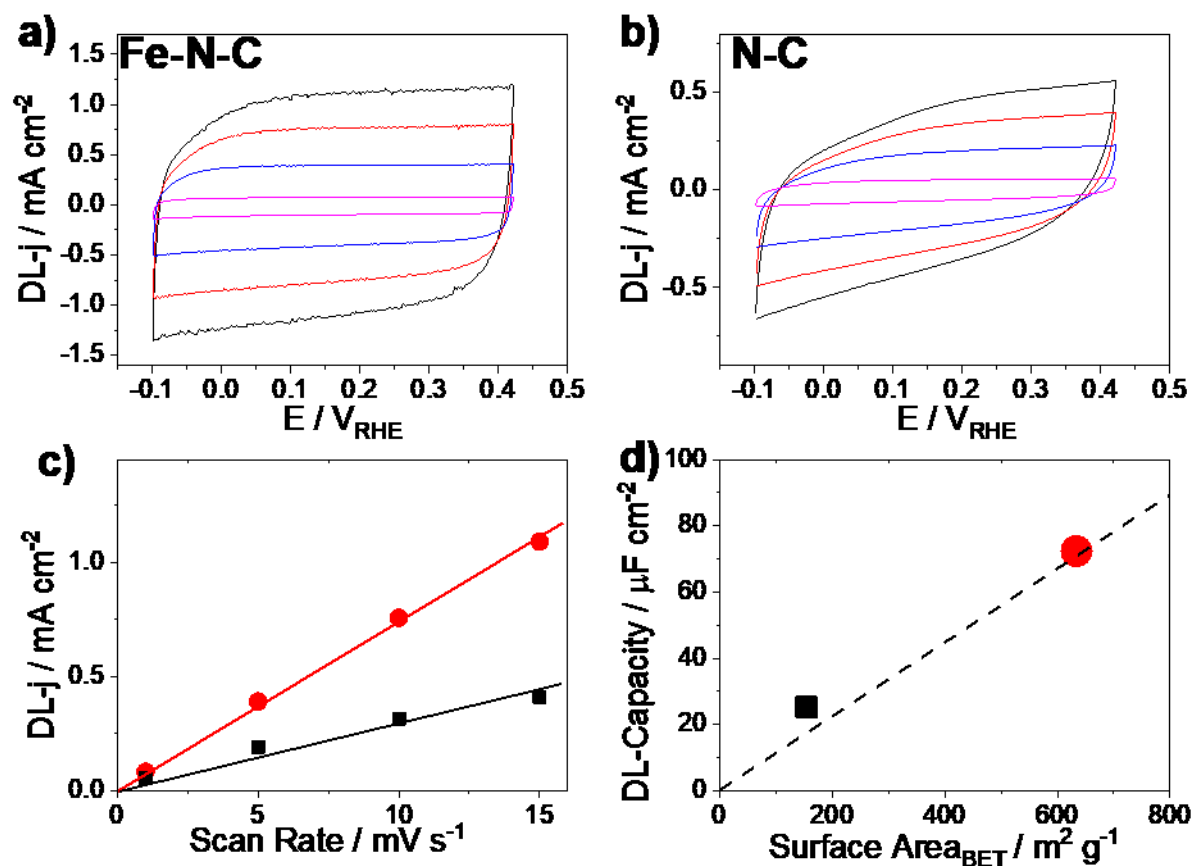 a) Fe-N-C
1.5
1.0
0.5
0.0
-0.5
-1.0
-1.5
DL-j / mA cm⁻²
-0.1 0.0 0.1 0.2 0.3 0.4 0.5
E / V_RHE
b) N-C
0.5
0.0
-0.5
DL-j / mA cm⁻²
-0.1 0.0 0.1 0.2 0.3 0.4 0.5
E / V_RHE
c)
1.0
0.5
0.0
DL-j / mA cm⁻²
0 5 10 15
Scan Rate / mV s⁻¹
d)
100
80
60
40
20
0
DL-Capacity / µF cm⁻²
0 200 400 600 800
Surface Area_BET / m² g⁻¹